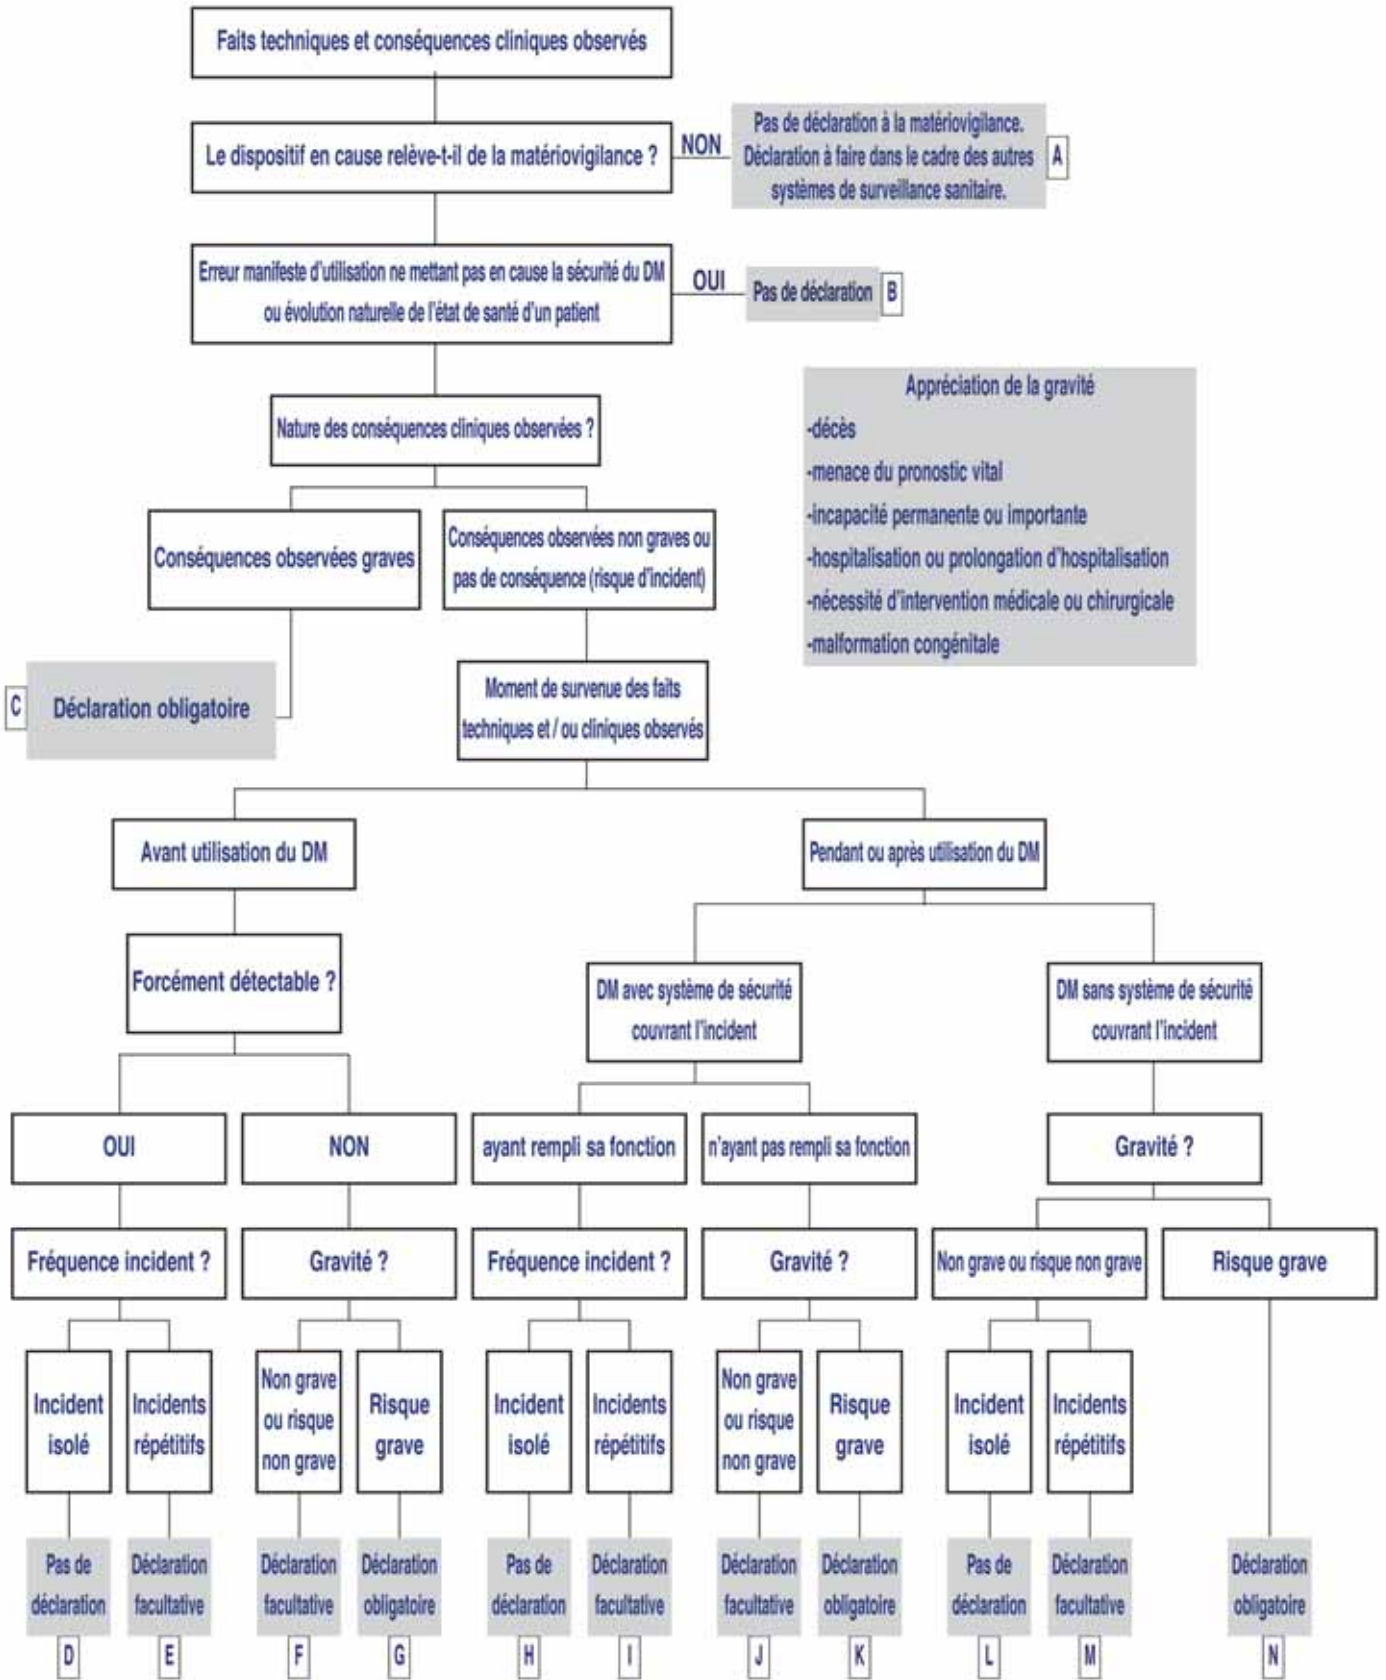 Faits techniques et conséquences cliniques observés
Le dispositif en cause relève-t-il de la matériovigilance ?
NON
Pas de déclaration à la matériovigilance.
Déclaration à faire dans le cadre des autres
systèmes de surveillance sanitaire.
A
Erreur manifeste d'utilisation ne mettant pas en cause la sécurité du DM
ou évolution naturelle de l'état de santé d'un patient
OUI
Pas de déclaration
B
Nature des conséquences cliniques observées ?
Appréciation de la gravité
-décès
-menace du pronostic vital
-incapacité permanente ou importante
-hospitalisation ou prolongation d'hospitalisation
-nécessité d'intervention médicale ou chirurgicale
-malformation congénitale
Conséquences observées graves
Conséquences observées non graves ou
pas de conséquence (risque d'incident)
C
Déclaration obligatoire
Moment de survenue des faits
techniques et / ou cliniques observés
Avant utilisation du DM
Pendant ou après utilisation du DM
Forcément détectable ?
DM avec système de sécurité
couvrant l'incident
DM sans système de sécurité
couvrant l'incident
OUI
NON
ayant rempli sa fonction
n'ayant pas rempli sa fonction
Gravité ?
Fréquence incident ?
Gravité ?
Fréquence incident ?
Gravité ?
Non grave ou risque non grave
Risque grave
Incident
isolé
Incidents
répétitifs
Non grave
ou risque
non grave
Risque
grave
Incident
isolé
Incidents
répétitifs
Non grave
ou risque
non grave
Risque
grave
Incident
isolé
Incidents
répétitifs
Pas de
déclaration
Déclaration
facultative
Déclaration
facultative
Déclaration
obligatoire
Pas de
déclaration
Déclaration
facultative
Déclaration
facultative
Déclaration
obligatoire
Pas de
déclaration
Déclaration
facultative
Déclaration
obligatoire
D
E
F
G
H
I
J
K
L
M
N